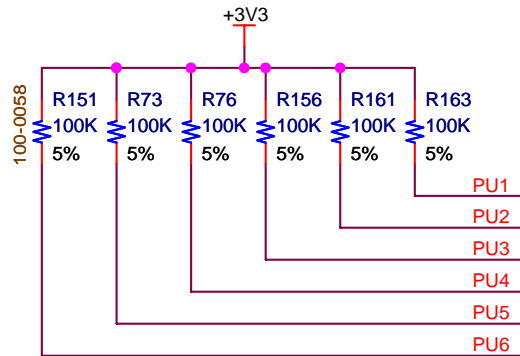 +3V3
100-0058
R151 R73 R76 R156 R161 R163
100K 100K 100K 100K 100K 100K
5% 5% 5% 5% 5% 5%
PU1
PU2
PU3
PU4
PU5
PU6